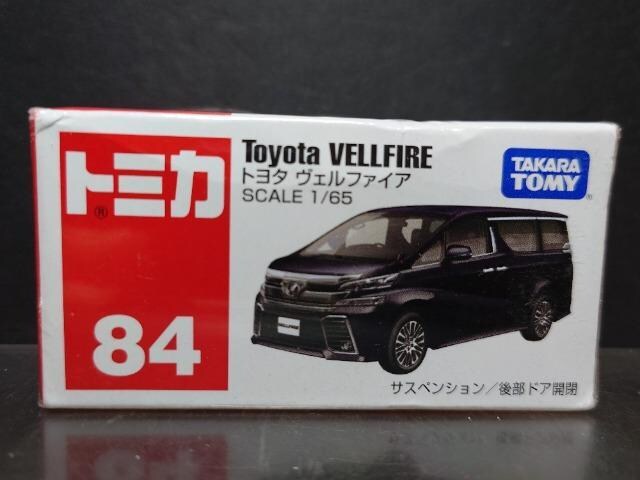 トミカ
®
84
Toyota VELLFIRE
トヨタ ヴェルファイア
SCALE 1/65
TAKARA
TOMY
®
VELLFIRE
サスペンション/後部ドア開閉